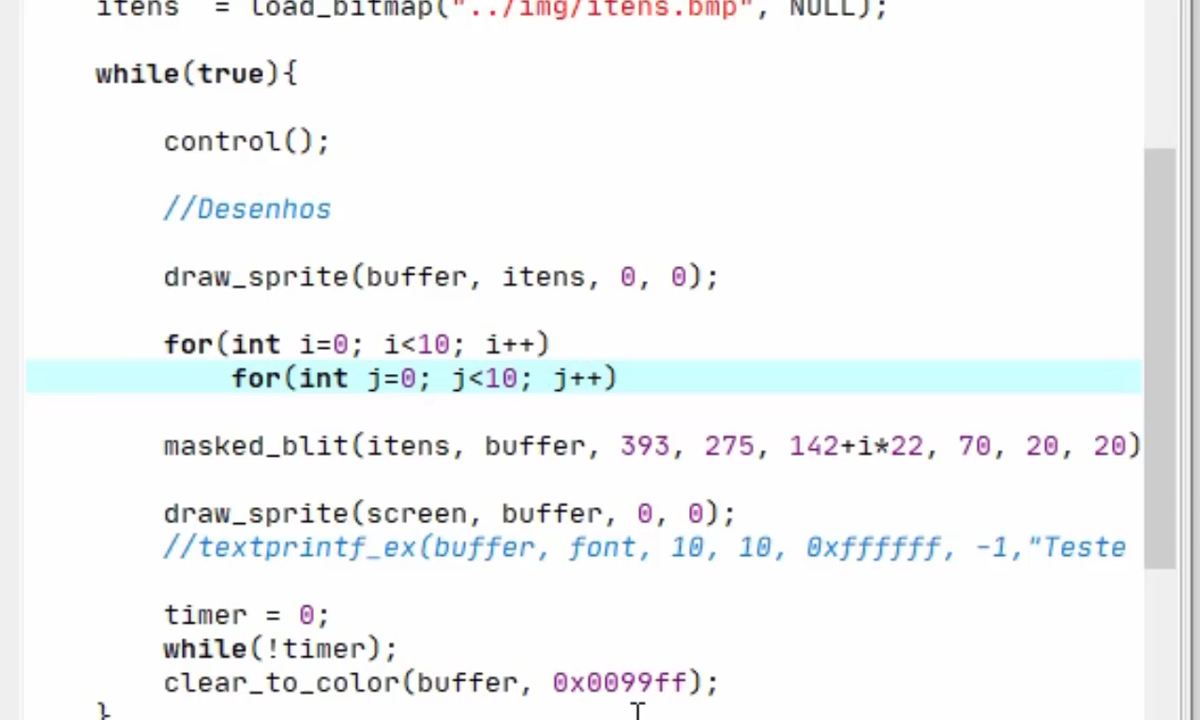 itens  = load_bitmap("../img/itens.bmp", NULL);
while(true){
control();
//Desenhos
draw_sprite(buffer, itens, 0, 0);
for(int i=0; i<10; i++)
for(int j=0; j<10; j++)
masked_blit(itens, buffer, 393, 275, 142+i*22, 70, 20, 20)
draw_sprite(screen, buffer, 0, 0);
//textprintf_ex(buffer, font, 10, 10, 0xffffff, -1,"Teste
timer = 0;
while(!timer);
clear_to_color(buffer, 0x0099ff);
}